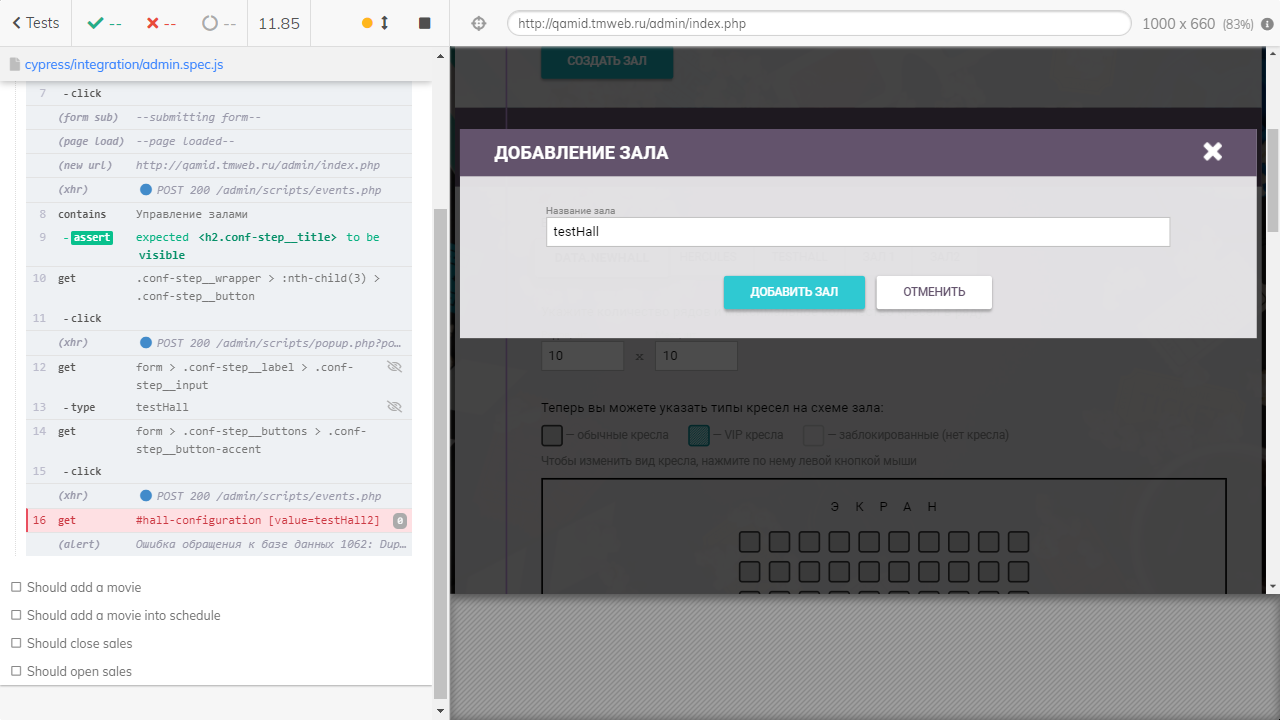 Tests
--
--
--
11.85
http://qamid.tmweb.ru/admin/index.php
1000 x 660 (83%)
cypress/integration/admin.spec.js
7 - click
(form sub) --submitting form--
(page load) --page loaded--
(new url) http://qamid.tmweb.ru/admin/index.php
(xhr) POST 200 /admin/scripts/events.php
8 contains Управление залами
9 - assert expected <h2.conf-step__title> to be
visible
10 get .conf-step__wrapper > :nth-child(3) >
.conf-step__button
11 - click
(xhr) POST 200 /admin/scripts/popup.php?po…
12 get form > .conf-step__label > .conf-
step__input
13 - type testHall
14 get form > .conf-step__buttons > .conf-
step__button-accent
15 - click
(xhr) POST 200 /admin/scripts/events.php
16 get #hall-configuration [value=testHall2] 0
(alert) Ошибка обращения к базе данных 1062: Dup…
Should add a movie
Should add a movie into schedule
Should close sales
Should open sales
СОЗДАТЬ ЗАЛ
ДОБАВЛЕНИЕ ЗАЛА
Название зала
testHall
ДОБАВИТЬ ЗАЛ
ОТМЕНИТЬ
10 x 10
Теперь вы можете указать типы кресел на схеме зала:
— обычные кресла
— VIP кресла
— заблокированные (нет кресла)
Чтобы изменить вид кресла, нажмите по нему левой кнопкой мыши
ЭКРАН